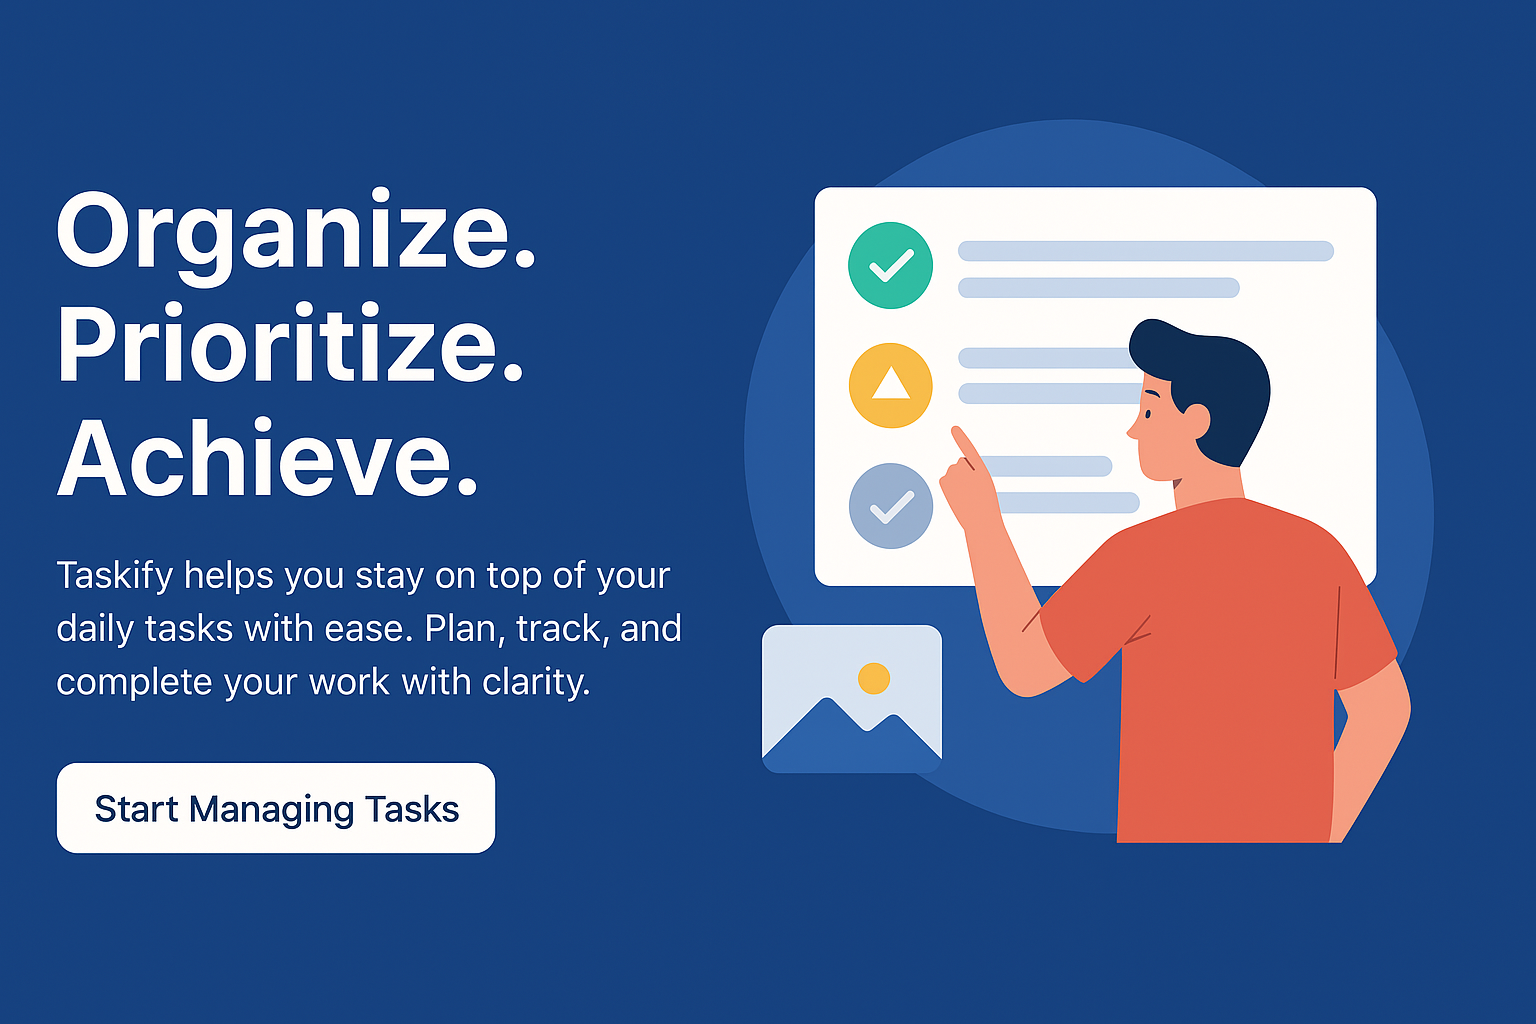 Organize.
Prioritize.
Achieve.
Taskify helps you stay on top of your
daily tasks with ease. Plan, track, and
complete your work with clarity.
Start Managing Tasks